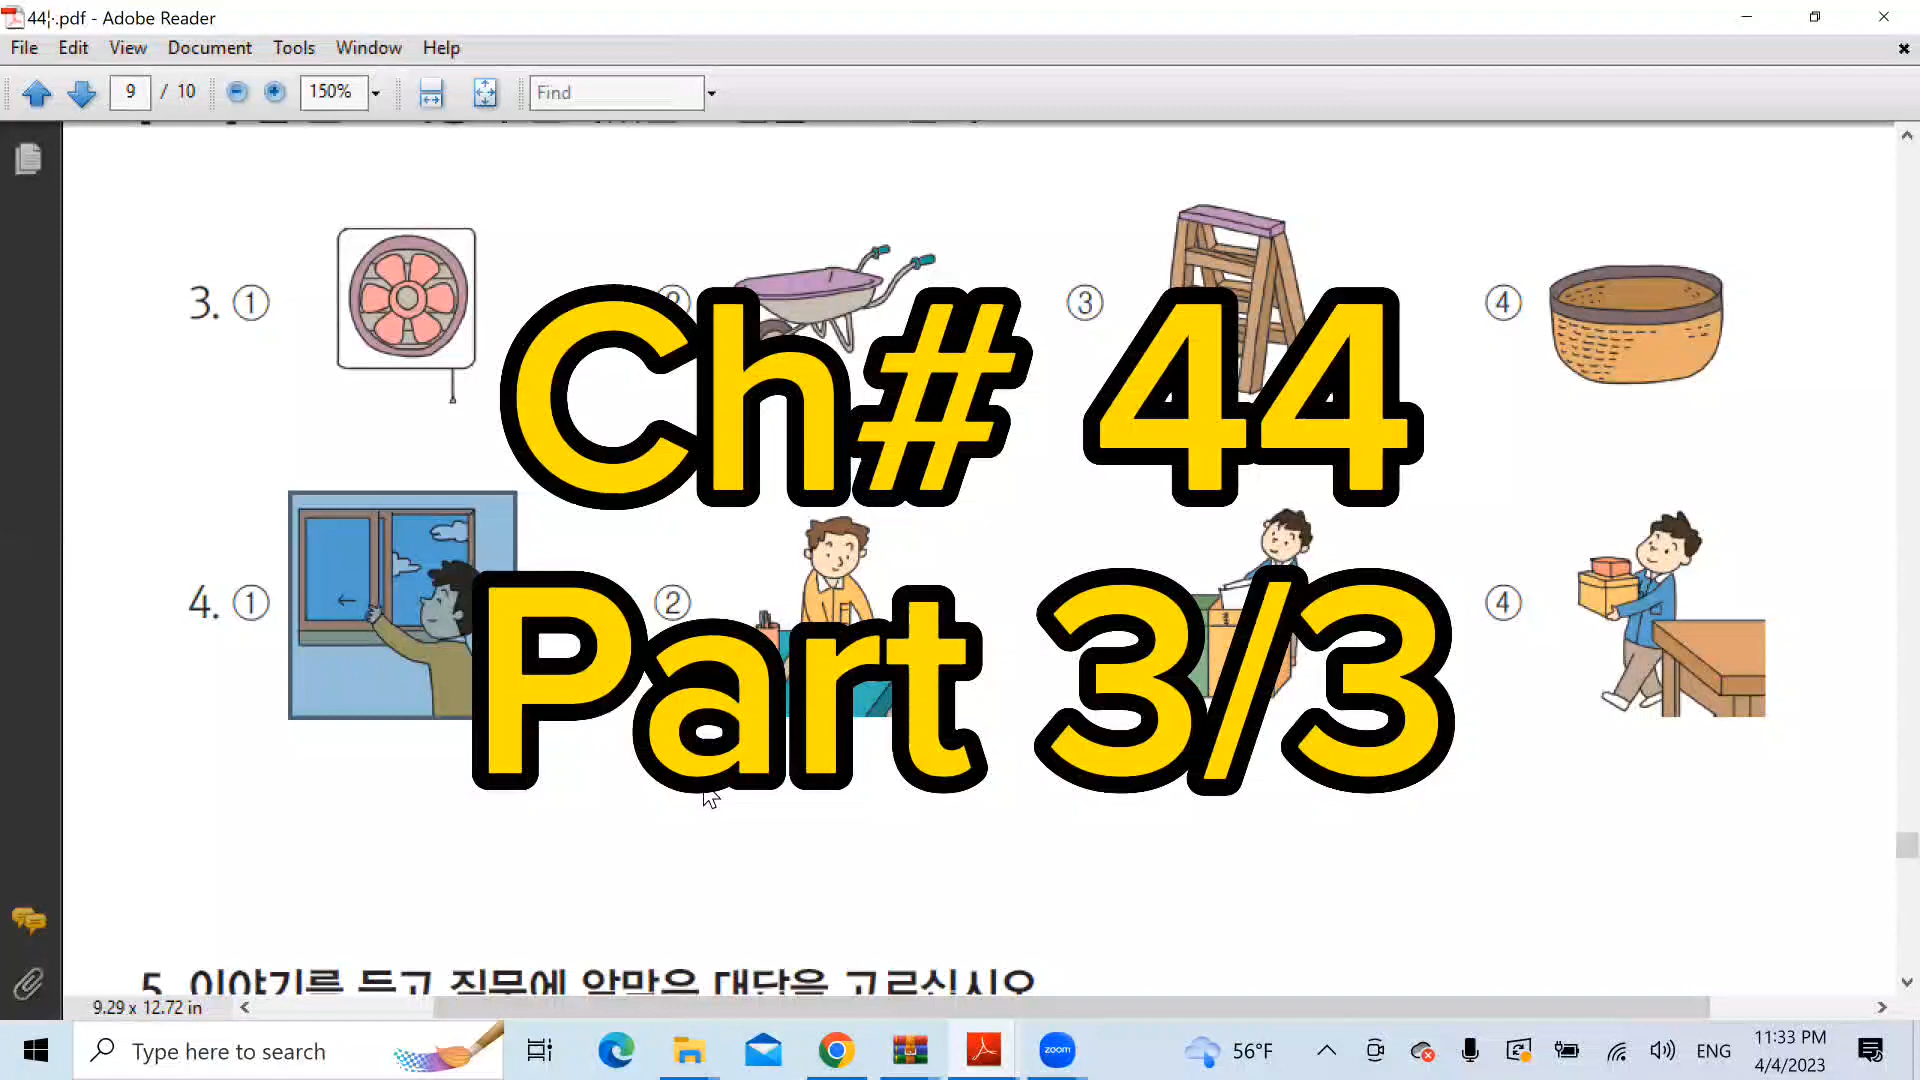 44¦·.pdf - Adobe Reader
File Edit View Document Tools Window Help
9 / 10 150% Find
3. ① ③ ④
Ch# 44
4. ① ② ④
Part 3/3
5. 이야기를 듣고 질문에 알맞은 대답을 고르십시오
9.29 x 12.72 in
Type here to search
zoom
56°F
ENG
11:33 PM
4/4/2023